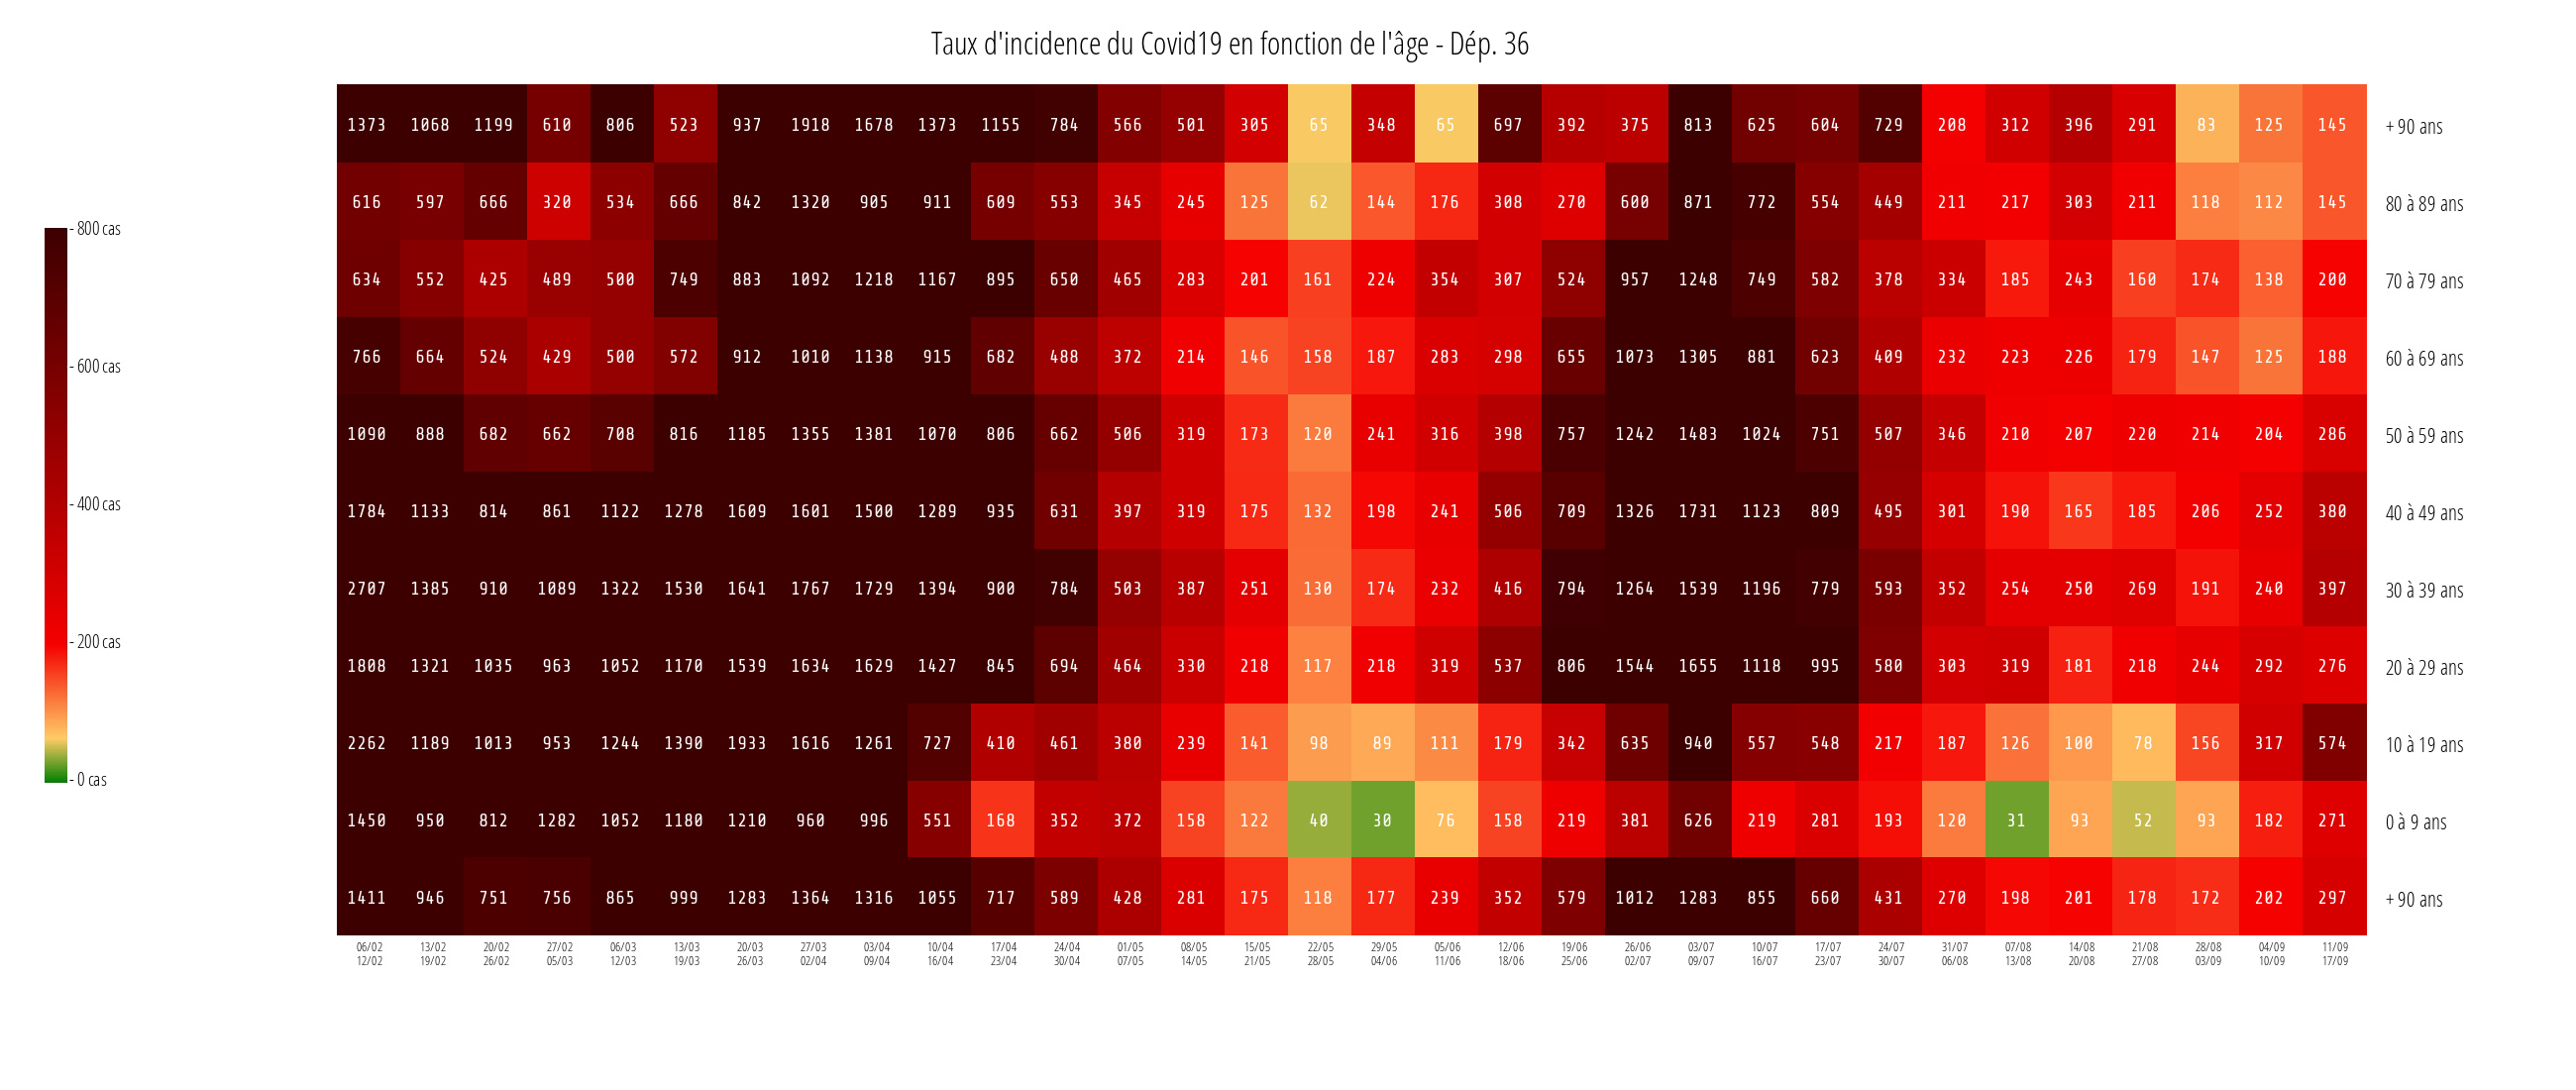 Taux d'incidence du Covid19 en fonction de l'âge - Dép. 36
- 800 cas
- 600 cas
- 400 cas
- 200 cas
- 0 cas
1373 1068 1199 610 806 523 937 1918 1678 1373 1155 784 566 501 305 65 348 65 697 392 375 813 625 604 729 208 312 396 291 83 125 145 + 90 ans
616 597 666 320 534 666 842 1320 905 911 609 553 345 245 125 62 144 176 308 270 600 871 772 554 449 211 217 303 211 118 112 145 80 à 89 ans
634 552 425 489 500 749 883 1092 1218 1167 895 650 465 283 201 161 224 354 307 524 957 1248 749 582 378 334 185 243 160 174 138 200 70 à 79 ans
766 664 524 429 500 572 912 1010 1138 915 682 488 372 214 146 158 187 283 298 655 1073 1305 881 623 409 232 223 226 179 147 125 188 60 à 69 ans
1090 888 682 662 708 816 1185 1355 1381 1070 806 662 506 319 173 120 241 316 398 757 1242 1483 1024 751 507 346 210 207 220 214 204 286 50 à 59 ans
1784 1133 814 861 1122 1278 1609 1601 1500 1289 935 631 397 319 175 132 198 241 506 709 1326 1731 1123 809 495 301 190 165 185 206 252 380 40 à 49 ans
2707 1385 910 1089 1322 1530 1641 1767 1729 1394 900 784 503 387 251 130 174 232 416 794 1264 1539 1196 779 593 352 254 250 269 191 240 397 30 à 39 ans
1808 1321 1035 963 1052 1170 1539 1634 1629 1427 845 694 464 330 218 117 218 319 537 806 1544 1655 1118 995 580 303 319 181 218 244 292 276 20 à 29 ans
2262 1189 1013 953 1244 1390 1933 1616 1261 727 410 461 380 239 141 98 89 111 179 342 635 940 557 548 217 187 126 100 78 156 317 574 10 à 19 ans
1450 950 812 1282 1052 1180 1210 960 996 551 168 352 372 158 122 40 30 76 158 219 381 626 219 281 193 120 31 93 52 93 182 271 0 à 9 ans
1411 946 751 756 865 999 1283 1364 1316 1055 717 589 428 281 175 118 177 239 352 579 1012 1283 855 660 431 270 198 201 178 172 202 297 + 90 ans
06/02 13/02 20/02 27/02 06/03 13/03 20/03 27/03 03/04 10/04 17/04 24/04 01/05 08/05 15/05 22/05 29/05 05/06 12/06 19/06 26/06 03/07 10/07 17/07 24/07 31/07 07/08 14/08 21/08 28/08 04/09 11/09
12/02 19/02 26/02 05/03 12/03 19/03 26/03 02/04 09/04 16/04 23/04 30/04 07/05 14/05 21/05 28/05 04/06 11/06 18/06 25/06 02/07 09/07 16/07 23/07 30/07 06/08 13/08 20/08 27/08 03/09 10/09 17/09